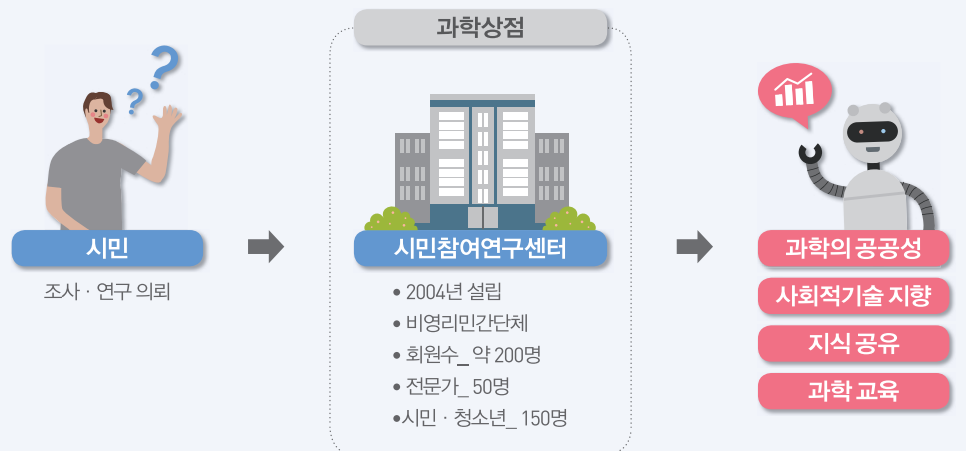 과학상점
? ?
시민
조사 · 연구 의뢰
시민참여연구센터
• 2004년 설립
• 비영리민간단체
• 회원수_ 약 200명
• 전문가_ 50명
•시민 · 청소년_ 150명
과학의 공공성
사회적기술 지향
지식 공유
과학 교육